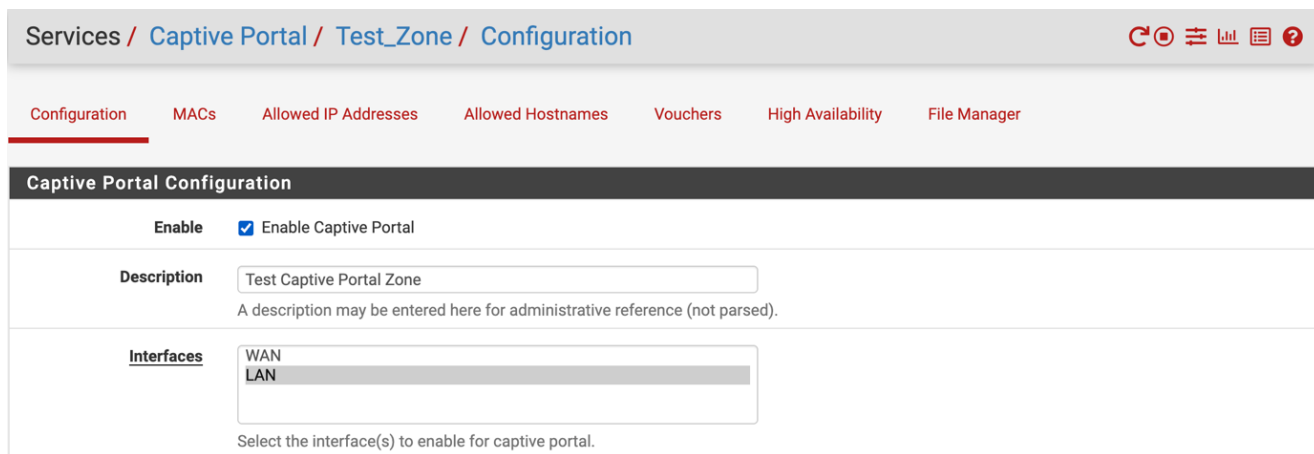 Services / Captive Portal / Test_Zone / Configuration
Configuration MACs Allowed IP Addresses Allowed Hostnames Vouchers High Availability File Manager
Captive Portal Configuration
Enable Enable Captive Portal
Description Test Captive Portal Zone
A description may be entered here for administrative reference (not parsed).
Interfaces WAN
LAN
Select the interface(s) to enable for captive portal.